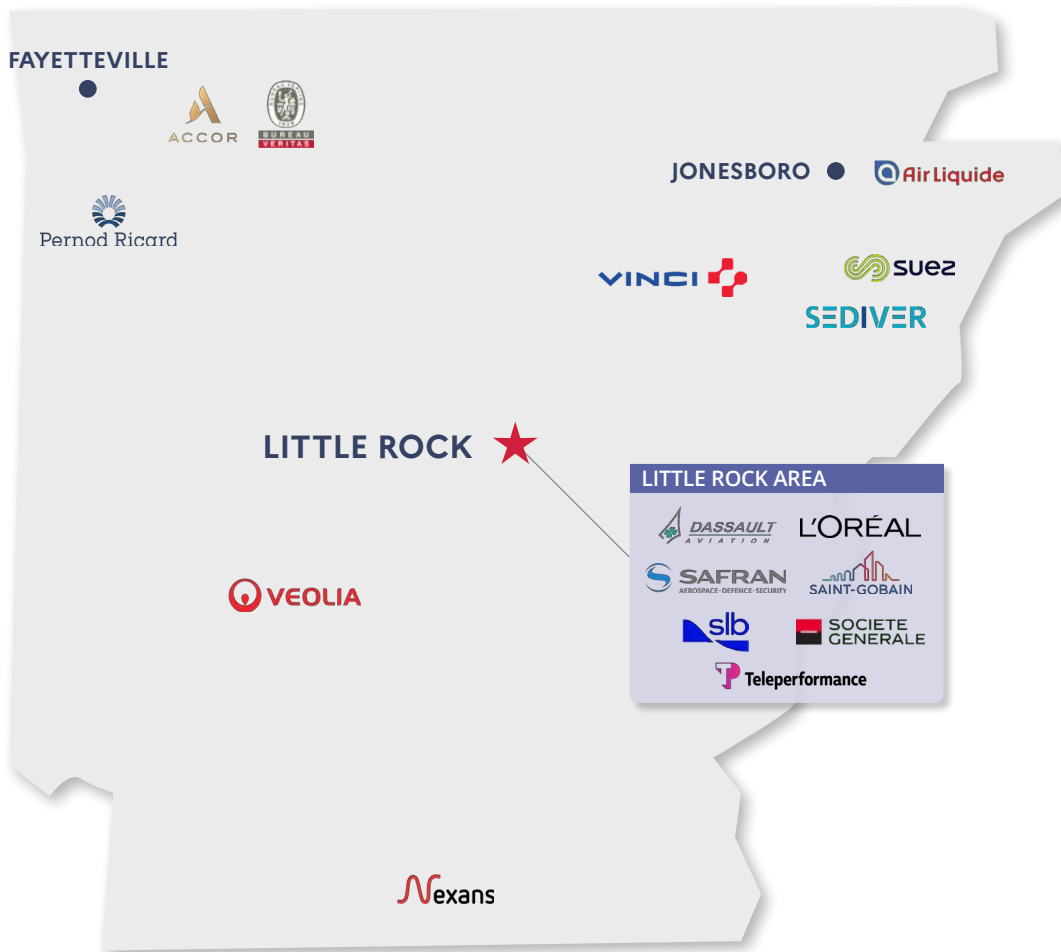 FAYETTEVILLE
ACCOR
BUREAU
VERITAS
JONESBORO
Air Liquide
Pernod Ricard
VINCI
suez
SEDIVER
LITTLE ROCK
LITTLE ROCK AREA
DASSAULT
AVIATION
L'ORÉAL
SAFRAN
AEROSPACE·DEFENCE·SECURITY
SAINT-GOBAIN
slb
SOCIETE
GENERALE
TP Teleperformance
VEOLIA
Nexans